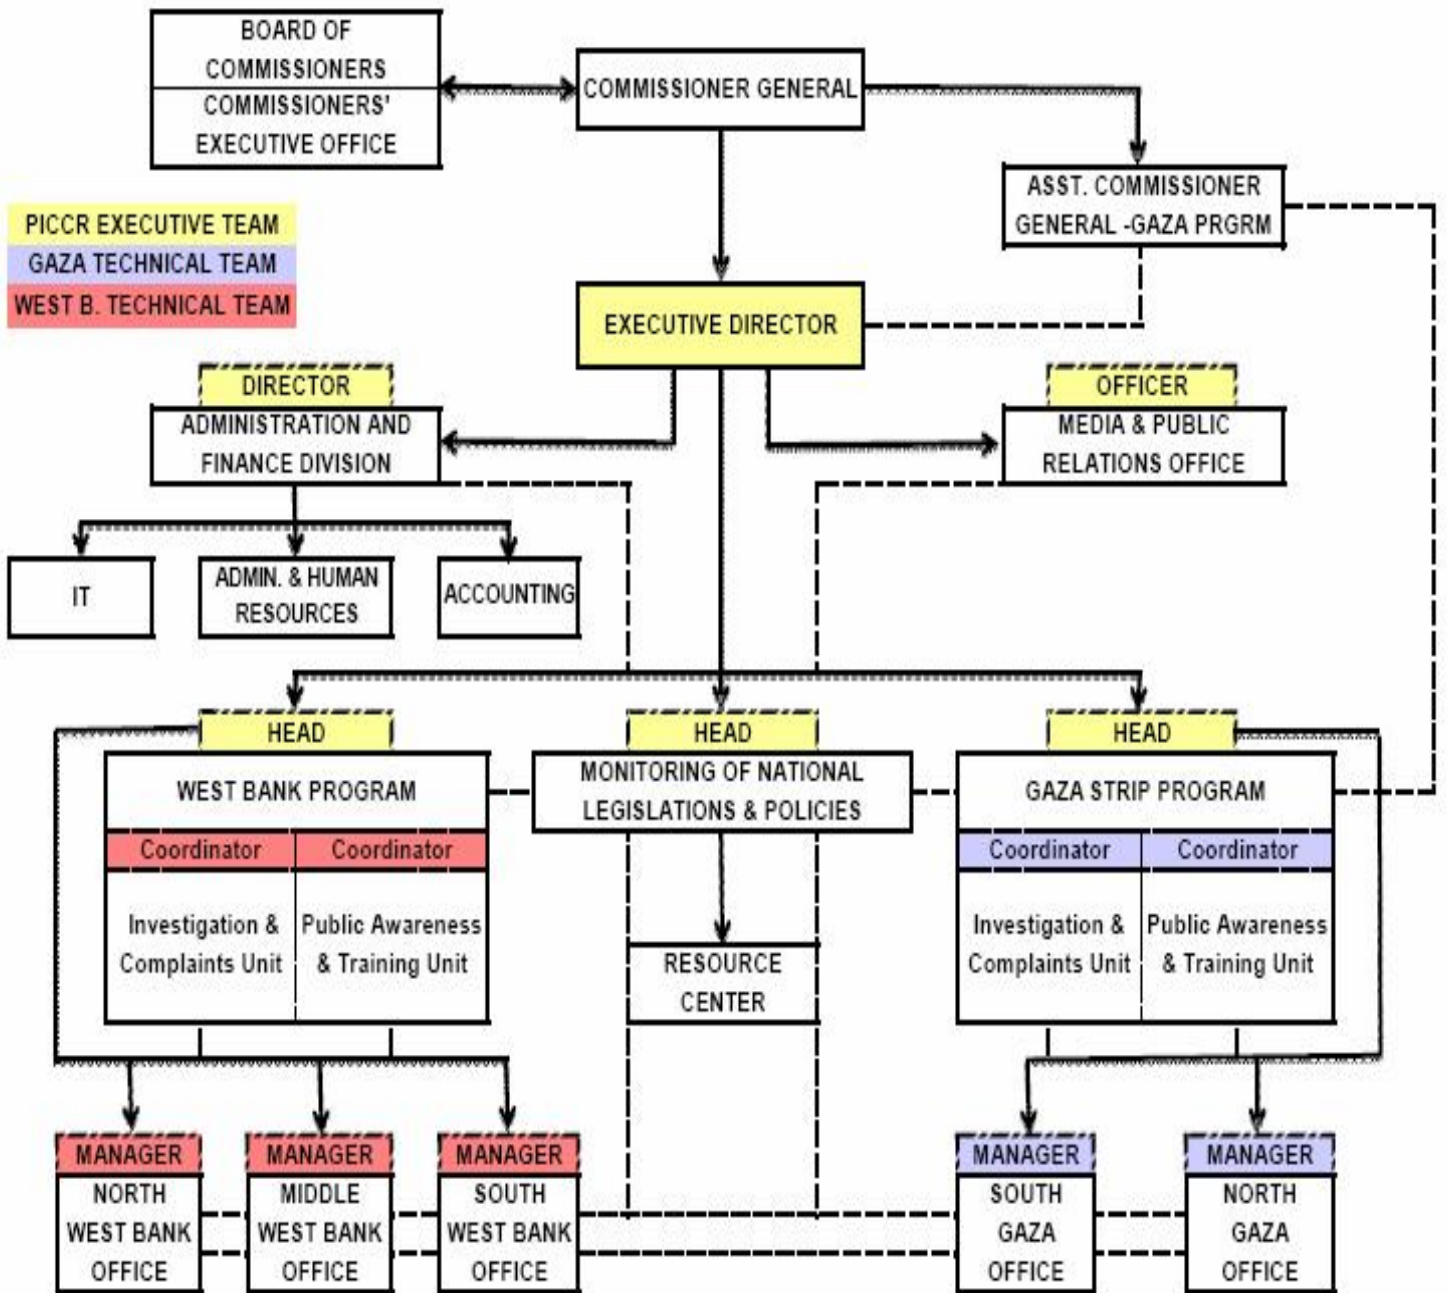 BOARD OF
COMMISSIONERS
COMMISSIONERS'
EXECUTIVE OFFICE
COMMISSIONER GENERAL
ASST. COMMISSIONER
GENERAL -GAZA PRGRM
PICCR EXECUTIVE TEAM
GAZA TECHNICAL TEAM
WEST B. TECHNICAL TEAM
EXECUTIVE DIRECTOR
DIRECTOR
ADMINISTRATION AND
FINANCE DIVISION
OFFICER
MEDIA & PUBLIC
RELATIONS OFFICE
IT
ADMIN. & HUMAN
RESOURCES
ACCOUNTING
HEAD
WEST BANK PROGRAM
Coordinator
Investigation &
Complaints Unit
Coordinator
Public Awareness
& Training Unit
HEAD
MONITORING OF NATIONAL
LEGISLATIONS & POLICIES
RESOURCE
CENTER
HEAD
GAZA STRIP PROGRAM
Coordinator
Investigation &
Complaints Unit
Coordinator
Public Awareness
& Training Unit
MANAGER
NORTH
WEST BANK
OFFICE
MANAGER
MIDDLE
WEST BANK
OFFICE
MANAGER
SOUTH
WEST BANK
OFFICE
MANAGER
SOUTH
GAZA
OFFICE
MANAGER
NORTH
GAZA
OFFICE